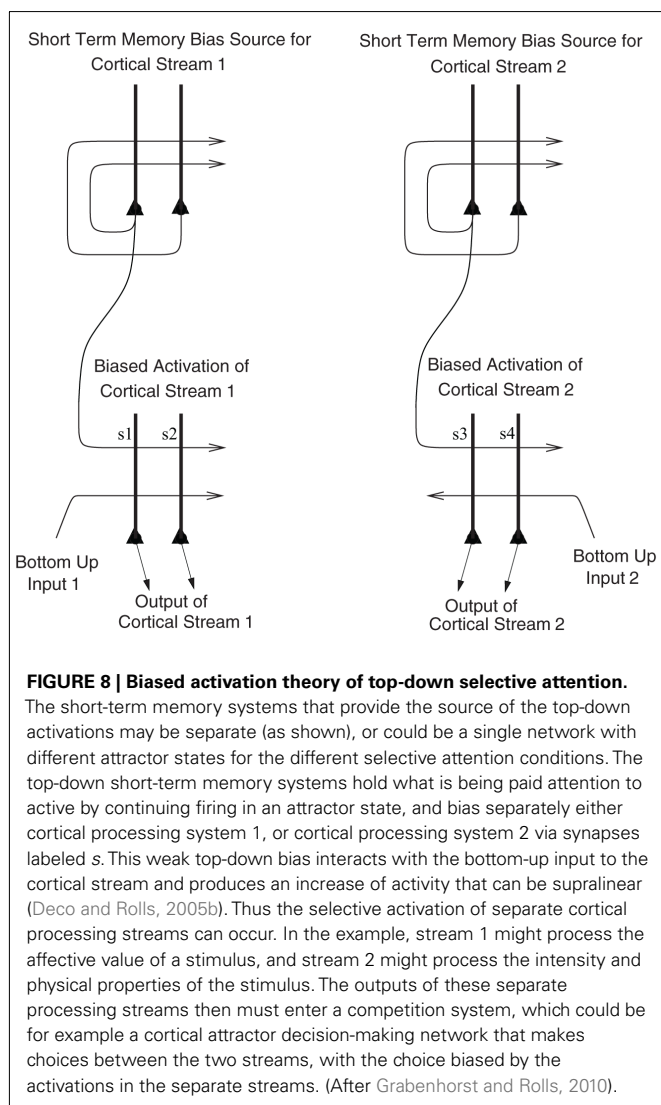 Short Term Memory Bias Source for
Cortical Stream 1
Short Term Memory Bias Source for
Cortical Stream 2
Biased Activation of
Cortical Stream 1
Biased Activation of
Cortical Stream 2
s1 s2
s3 s4
Bottom Up
Input 1
Output of
Cortical Stream 1
Output of
Cortical Stream 2
Bottom Up
Input 2
FIGURE 8 | Biased activation theory of top-down selective attention.
The short-term memory systems that provide the source of the top-down
activations may be separate (as shown), or could be a single network with
different attractor states for the different selective attention conditions. The
top-down short-term memory systems hold what is being paid attention to
active by continuing firing in an attractor state, and bias separately either
cortical processing system 1, or cortical processing system 2 via synapses
labeled s. This weak top-down bias interacts with the bottom-up input to the
cortical stream and produces an increase of activity that can be supralinear
(Deco and Rolls, 2005b). Thus the selective activation of separate cortical
processing streams can occur. In the example, stream 1 might process the
affective value of a stimulus, and stream 2 might process the intensity and
physical properties of the stimulus. The outputs of these separate
processing streams then must enter a competition system, which could be
for example a cortical attractor decision-making network that makes
choices between the two streams, with the choice biased by the
activations in the separate streams. (After Grabenhorst and Rolls, 2010).